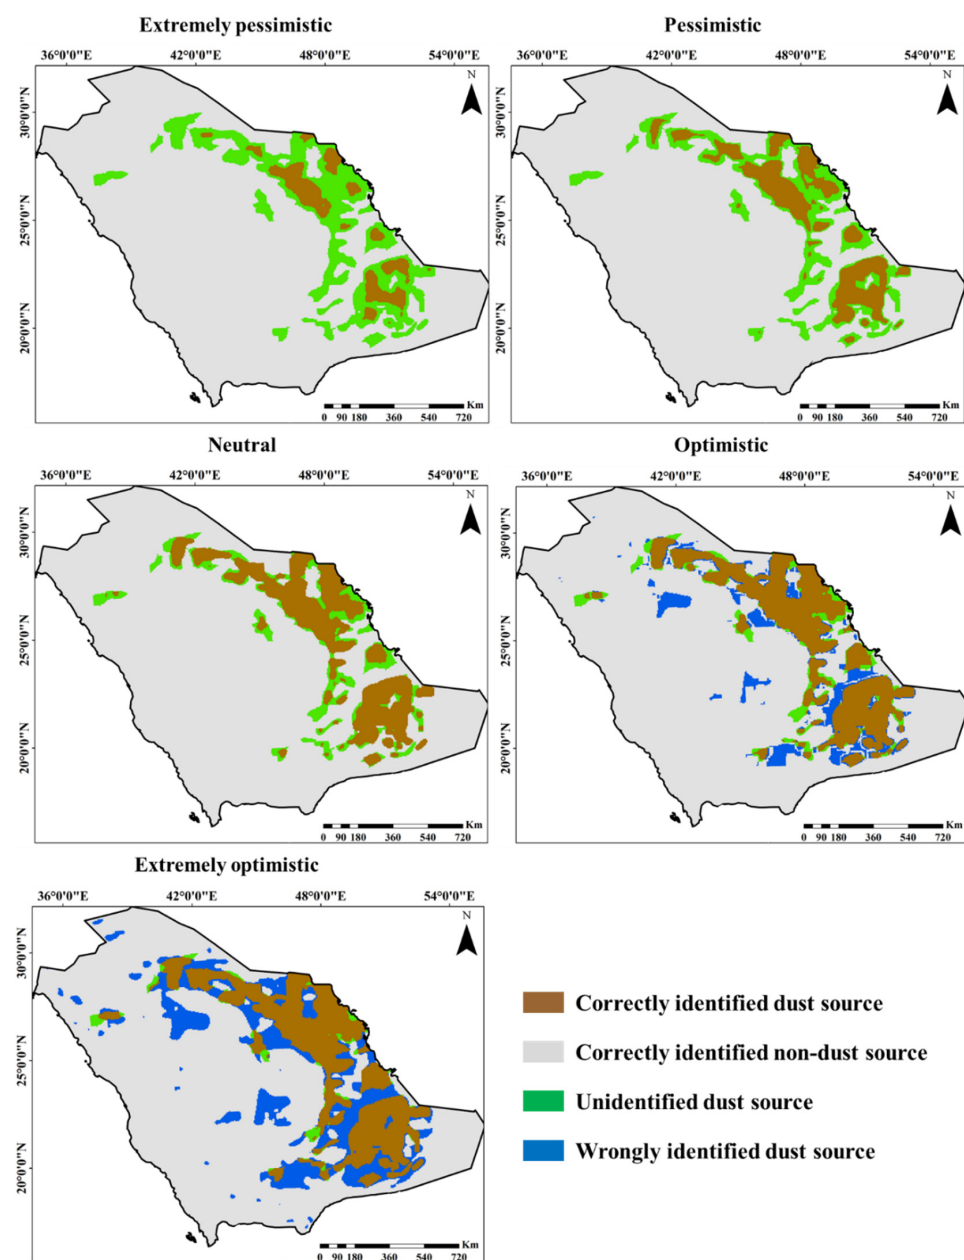 Extremely pessimistic
Pessimistic
36°0'0"E 42°0'0"E 48°0'0"E 54°0'0"E
36°0'0"E 42°0'0"E 48°0'0"E 54°0'0"E
N
N
30°0'0"N
25°0'0"N
20°0'0"N
30°0'0"N
25°0'0"N
20°0'0"N
Km
0 90 180 360 540 720
Km
0 90 180 360 540 720
Neutral
Optimistic
36°0'0"E 42°0'0"E 48°0'0"E 54°0'0"E
36°0'0"E 42°0'0"E 48°0'0"E 54°0'0"E
N
N
30°0'0"N
25°0'0"N
20°0'0"N
30°0'0"N
25°0'0"N
20°0'0"N
Km
0 90 180 360 540 720
Km
0 90 180 360 540 720
Extremely optimistic
36°0'0"E 42°0'0"E 48°0'0"E 54°0'0"E
N
30°0'0"N
25°0'0"N
20°0'0"N
Km
0 90 180 360 540 720
Correctly identified dust source
Correctly identified non-dust source
Unidentified dust source
Wrongly identified dust source